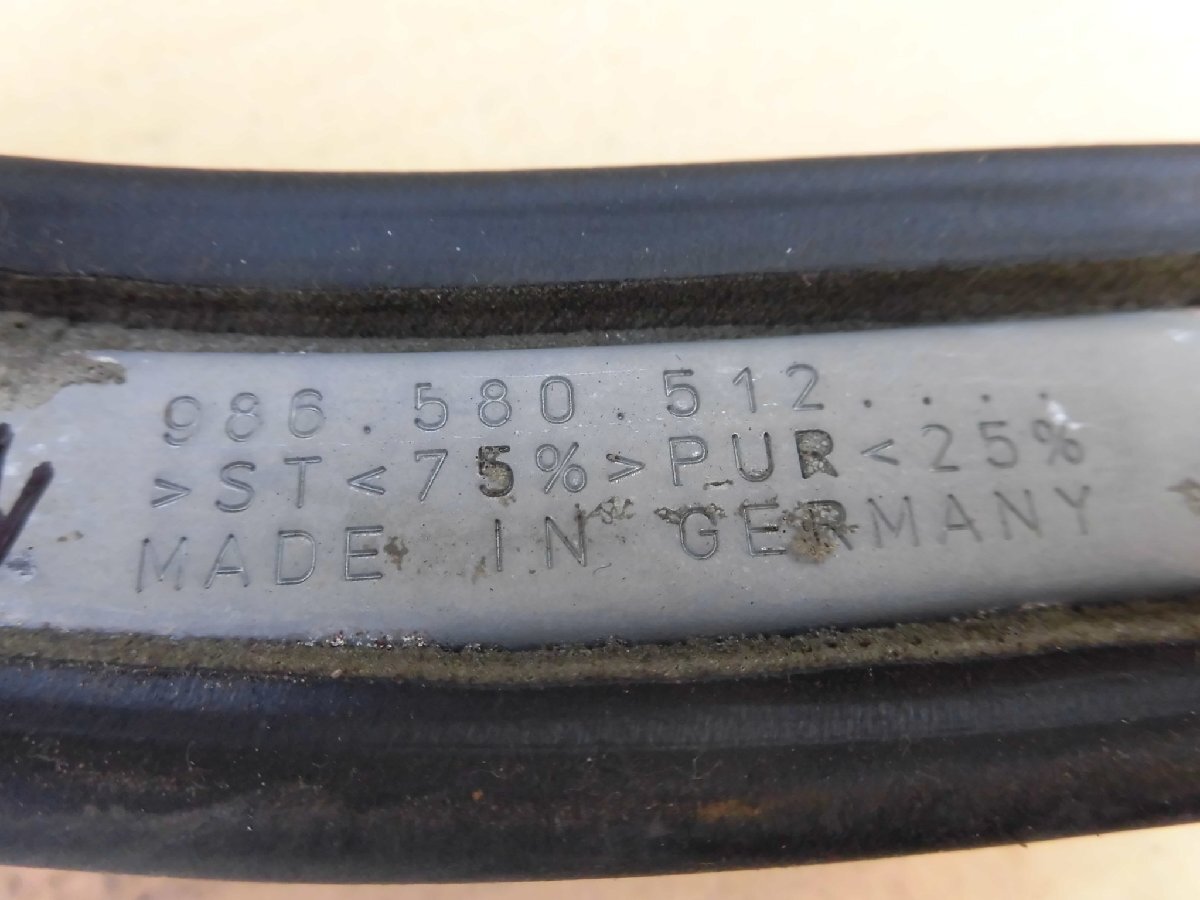 986.580.512....
>ST<75%>PUR<25%
MADE IN GERMANY